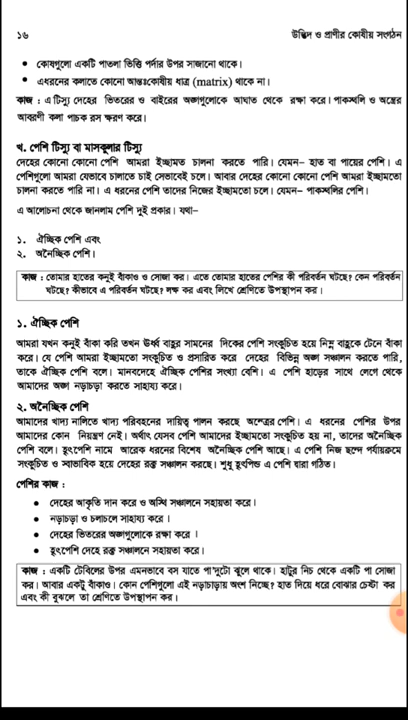 ১৬ উদ্ভিদ ও প্রাণীর কোষীয় সংগঠন
• কোষগুলো একটি পাতলা ভিত্তি পর্দার উপর সাজানো থাকে।
• এধরনের কলাতে কোনো আন্তঃকোষীয় ধাত্র (matrix) থাকে না।
কাজ : এ টিস্যু দেহের ভিতরের ও বাইরের অঙ্গগুলোকে আঘাত থেকে রক্ষা করে। পাকস্থলি ও অন্ত্রের
আবরণী কলা পাচক রস ক্ষরণ করে।
খ. পেশি টিস্যু বা মাসকুলার টিস্যু
দেহের কোনো কোনো পেশি আমরা ইচ্ছামত চালনা করতে পারি। যেমন– হাত বা পায়ের পেশি। এ
পেশিগুলো আমরা যেভাবে চালাতে চাই সেভাবেই চলে। আবার দেহের কোনো কোনো পেশি আমরা ইচ্ছামতো
চালনা করতে পারি না। এ ধরনের পেশি তাদের নিজের ইচ্ছামতো চলে। যেমন– পাকস্থলির পেশি।
এ আলোচনা থেকে জানলাম পেশি দুই প্রকার। যথা–
১. ঐচ্ছিক পেশি এবং
২. অনৈচ্ছিক পেশি।
কাজ : তোমার হাতের কনুই বাঁকাও ও সোজা কর। এতে তোমার হাতের পেশির কী পরিবর্তন ঘটছে? কেন পরিবর্তন
ঘটছে? কীভাবে এ পরিবর্তন ঘটছে? লক্ষ কর এবং লিখে শ্রেণিতে উপস্থাপন কর।
১. ঐচ্ছিক পেশি
আমরা যখন কনুই বাঁকা করি তখন ঊর্ধ্ব বাহুর সামনের দিকের পেশি সংকুচিত হয়ে নিম্ন বাহুকে টেনে বাঁকা
করে। যে পেশি আমরা ইচ্ছামতো সংকুচিত ও প্রসারিত করে দেহের বিভিন্ন অঙ্গ সঞ্চালন করতে পারি,
তাকে ঐচ্ছিক পেশি বলে। মানবদেহে ঐচ্ছিক পেশির সংখ্যা বেশি। এ পেশি হাড়ের সাথে লেগে থেকে
আমাদের অঙ্গ নড়াচড়া করতে সাহায্য করে।
২. অনৈচ্ছিক পেশি
আমাদের খাদ্য নালিতে খাদ্য পরিবহনের দায়িত্ব পালন করছে অন্ত্রের পেশি। এ ধরনের পেশির উপর
আমাদের কোন নিয়ন্ত্রণ নেই। অর্থাৎ যেসব পেশি আমাদের ইচ্ছামতো সংকুচিত হয় না, তাদের অনৈচ্ছিক
পেশি বলে। হৃৎপেশি নামে আরেক ধরনের বিশেষ অনৈচ্ছিক পেশি আছে। এ পেশি নিজ ছন্দে পর্যায়ক্রমে
সংকুচিত ও স্বাভাবিক হয়ে দেহের রক্ত সঞ্চালন করছে। শুধু হৃৎপিণ্ড এ পেশি দ্বারা গঠিত।
পেশির কাজ :
• দেহের আকৃতি দান করে ও অস্থি সঞ্চালনে সহায়তা করে।
• নড়াচড়া ও চলাচলে সাহায্য করে।
• দেহের ভিতরের অঙ্গগুলোকে রক্ষা করে ।
• হৃৎপেশি দেহে রক্ত সঞ্চালনে সহায়তা করে।
কাজ : একটি টেবিলের উপর এমনভাবে বস যাতে পা দুটো ঝুলে থাকে। হাটুর নিচ থেকে একটি পা সোজা
কর। আবার একটু বাঁকাও। কোন পেশিগুলো এই নড়াচাড়ায় অংশ নিচ্ছে? হাত দিয়ে ধরে বোঝার চেস্টা কর
এবং কী বুঝলে তা শ্রেণিতে উপস্থাপন কর।